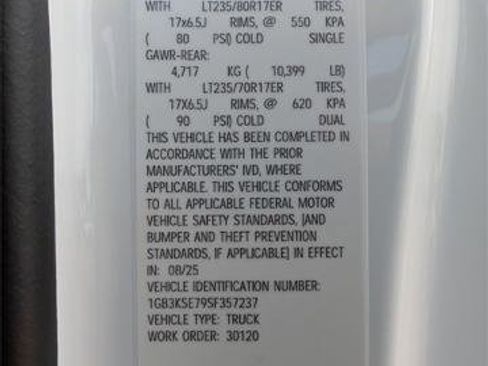 WITH LT235/80R17ER TIRES,
17x6.5J RIMS, @ 550 KPA
( 80 PSI) COLD SINGLE
GAWR-REAR:
4,717 KG ( 10,399 LB)
WITH LT235/70R17ER TIRES,
17X6.5J RIMS, @ 620 KPA
( 90 PSI) COLD DUAL
THIS VEHICLE HAS BEEN COMPLETED IN
ACCORDANCE WITH THE PRIOR
MANUFACTURERS' IVD, WHERE
APPLICABLE. THIS VEHICLE CONFORMS
TO ALL APPLICABLE FEDERAL MOTOR
VEHICLE SAFETY STANDARDS, [AND
BUMPER AND THEFT PREVENTION
STANDARDS, IF APPLICABLE] IN EFFECT
IN: 08/25
VEHICLE IDENTIFICATION NUMBER:
1GB3KSE79SF357237
VEHICLE TYPE: TRUCK
WORK ORDER: 30120